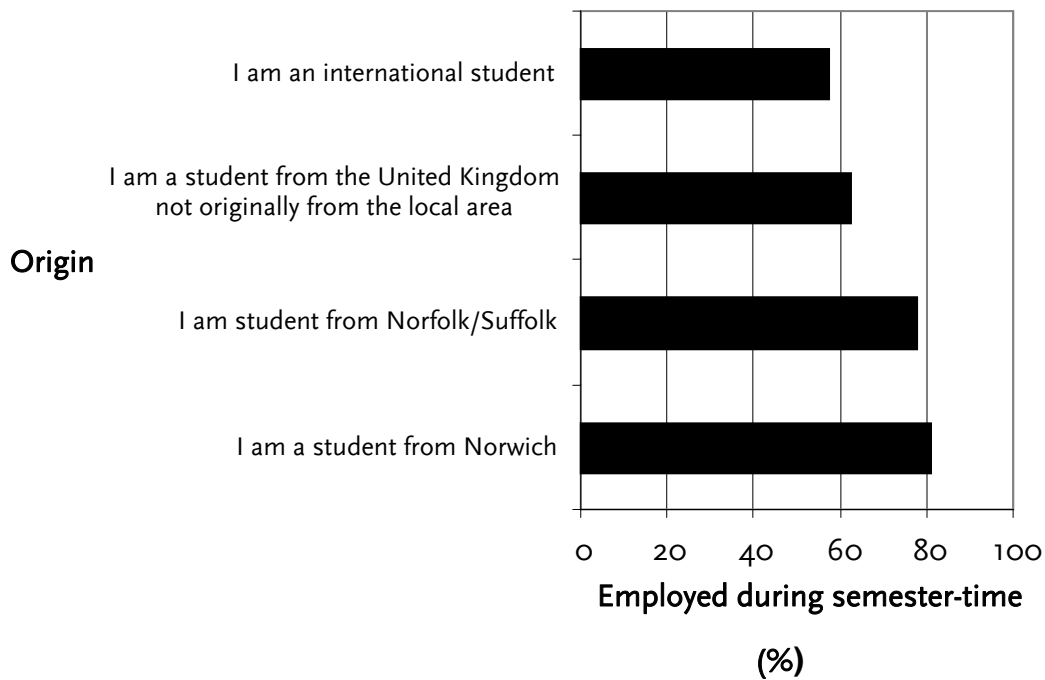 I am an international student
I am a student from the United Kingdom
not originally from the local area
Origin
I am student from Norfolk/Suffolk
I am a student from Norwich
0 20 40 60 80 100
Employed during semester-time
(%)